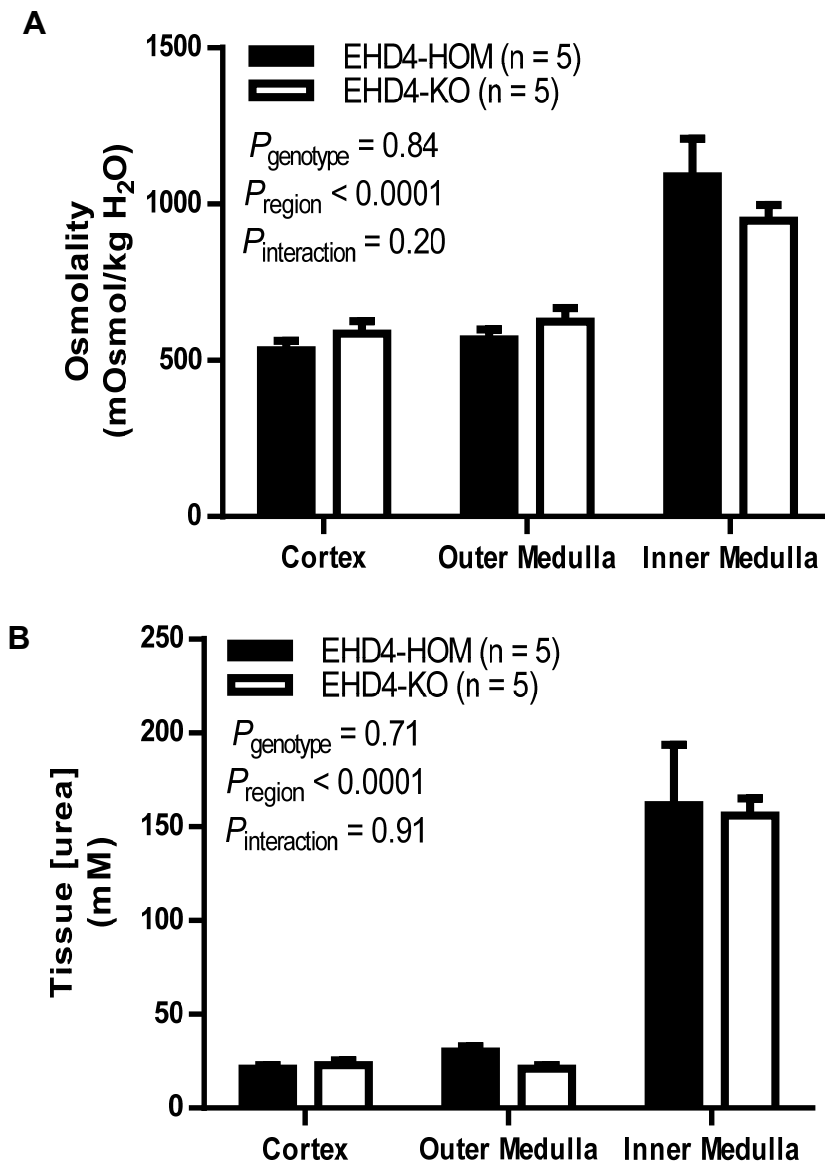 A
1500
1000
500
0
Osmolality
(mOsmol/kg H₂O)
EHD4-HOM (n = 5)
EHD4-KO (n = 5)
Pgenotype = 0.84
Pregion < 0.0001
Pinteraction = 0.20
Cortex Outer Medulla Inner Medulla
B
250
200
150
100
50
0
Tissue [urea]
(mM)
EHD4-HOM (n = 5)
EHD4-KO (n = 5)
Pgenotype = 0.71
Pregion < 0.0001
Pinteraction = 0.91
Cortex Outer Medulla Inner Medulla